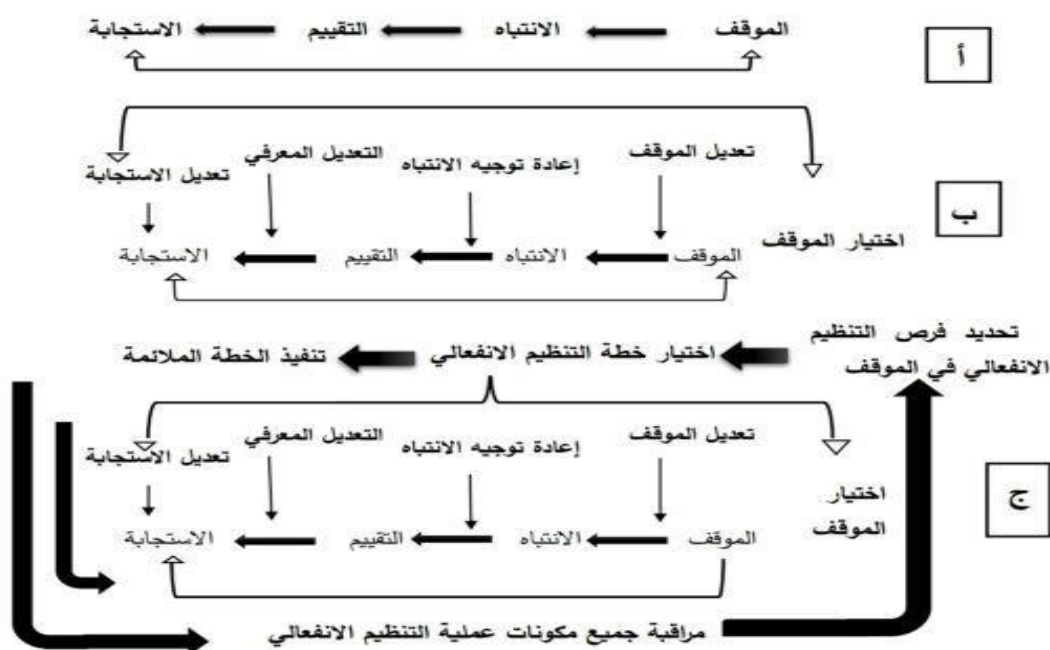 أ
الموقف الانتباه التقييم الاستجابة
ب
تعديل الموقف إعادة توجيه الانتباه التعديل المعرفي تعديل الاستجابة
اختيار الموقف
الموقف الانتباه التقييم الاستجابة
تحديد فرص التنظيم
الانفعالي في الموقف
اختيار خطة التنظيم الانفعالي
تنفيذ الخطة الملائمة
ج
تعديل الموقف إعادة توجيه الانتباه التعديل المعرفي تعديل الاستجابة
اختيار
الموقف
الموقف الانتباه التقييم الاستجابة
مراقبة جميع مكونات عملية التنظيم الانفعالي